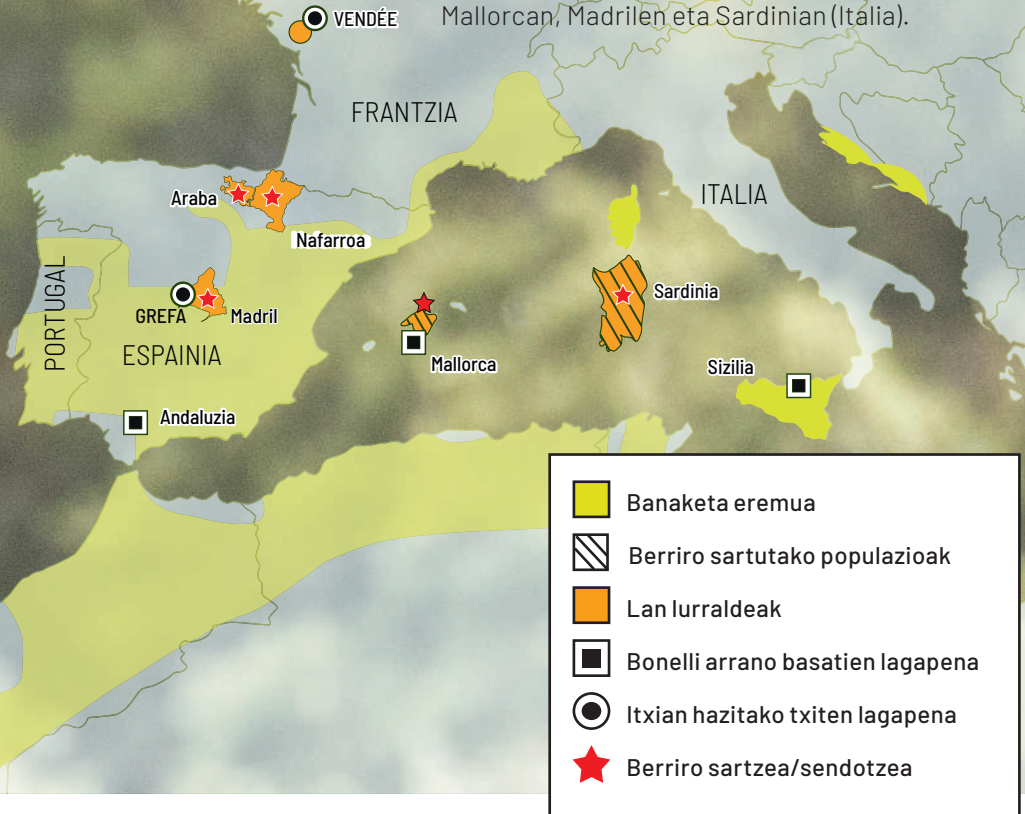 VENDÉE
Mallorcan, Madrilen eta Sardinian (Italia).
FRANTZIA
ITALIA
Araba
Nafarroa
PORTUGAL
GREFA
Madril
Sardinia
ESPAINIA
Mallorca
Sizilia
Andaluzia
Banaketa eremua
Berriro sartutako populazioak
Lan lurraldeak
Bonelli arrano basatien lagapena
Itxian hazitako txiten lagapena
Berriro sartzea/sendotzea